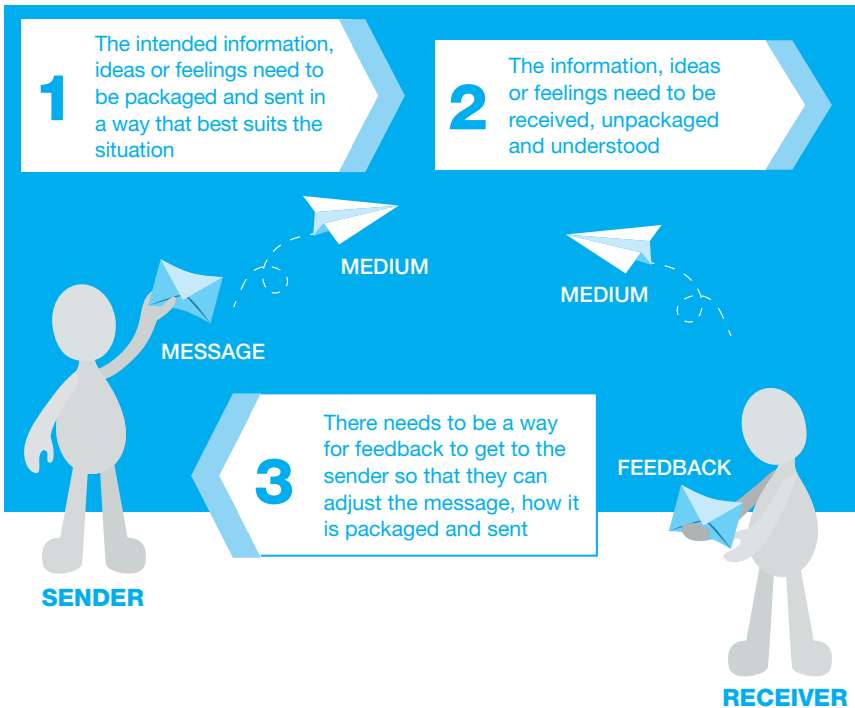 1
The intended information,
ideas or feelings need to
be packaged and sent in
a way that best suits the
situation
2
The information, ideas
or feelings need to be
received, unpackaged
and understood
MEDIUM
MEDIUM
MESSAGE
3
There needs to be a way
for feedback to get to the
sender so that they can
adjust the message, how it
is packaged and sent
FEEDBACK
SENDER
RECEIVER